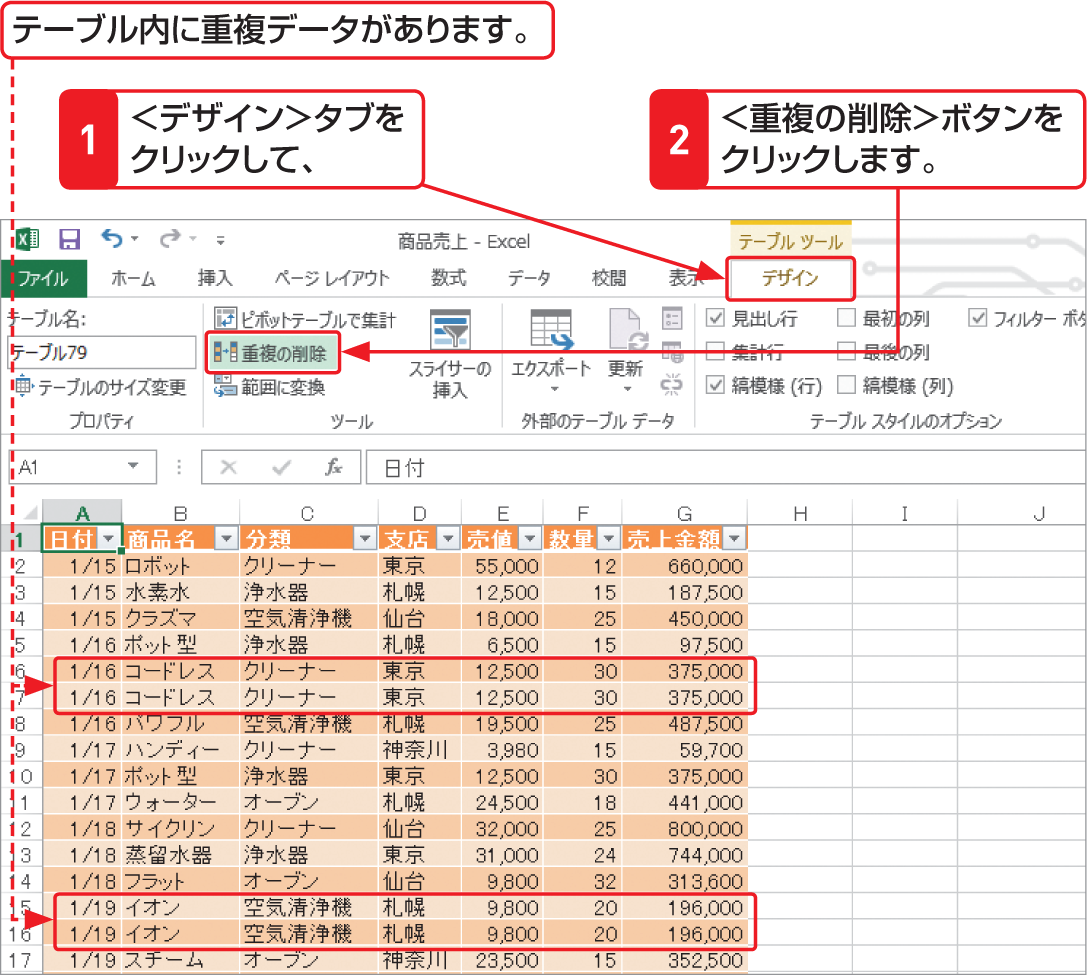 テーブル内に重複データがあります。
1 <デザイン>タブを
クリックして、
2 <重複の削除>ボタンを
クリックします。
商品売上 - Excel
テーブル ツール
ファイル ホーム 挿入 ページ レイアウト 数式 データ 校閲 表示 デザイン
テーブル名:
テーブル79
テーブルのサイズ変更
プロパティ
ピボットテーブルで集計
重複の削除
範囲に変換
ツール
スライサーの
挿入
エクスポート
更新
外部のテーブル データ
見出し行 最初の列 フィルター ボタ
集計行 最後の列
縞模様 (行) 縞模様 (列)
テーブル スタイルのオプション
A1 fx 日付
A B C D E F G H I J
1 日付 商品名 分類 支店 売値 数量 売上金額
2 1/15 ロボット クリーナー 東京 55,000 12 660,000
3 1/15 水素水 浄水器 札幌 12,500 15 187,500
4 1/15 クラズマ 空気清浄機 仙台 18,000 25 450,000
5 1/16 ポット型 浄水器 札幌 6,500 15 97,500
6 1/16 コードレス クリーナー 東京 12,500 30 375,000
7 1/16 コードレス クリーナー 東京 12,500 30 375,000
8 1/16 パワフル 空気清浄機 札幌 19,500 25 487,500
9 1/17 ハンディー クリーナー 神奈川 3,980 15 59,700
10 1/17 ポット型 浄水器 東京 12,500 30 375,000
11 1/17 ウォーター オーブン 札幌 24,500 18 441,000
12 1/18 サイクリン クリーナー 仙台 32,000 25 800,000
13 1/18 蒸留水器 浄水器 東京 31,000 24 744,000
14 1/18 フラット オーブン 仙台 9,800 32 313,600
15 1/19 イオン 空気清浄機 札幌 9,800 20 196,000
16 1/19 イオン 空気清浄機 札幌 9,800 20 196,000
17 1/19 スチーム オーブン 神奈川 23,500 15 352,500